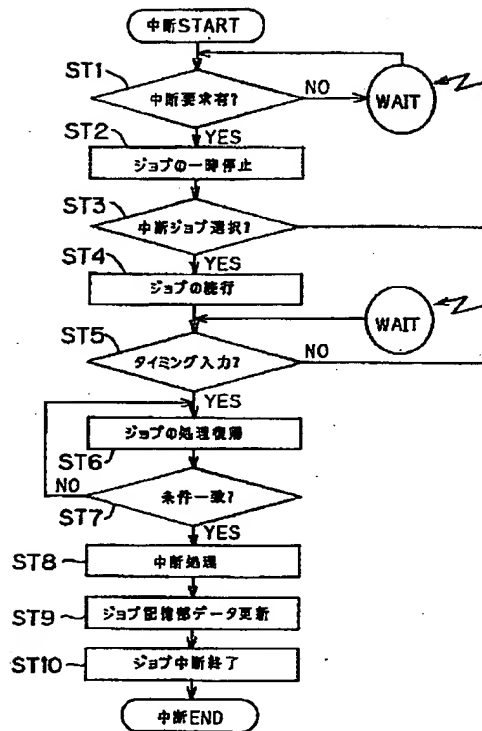 中断START
ST1
中断要求有?
NO
WAIT
YES
ST2
ジョブの一時停止
ST3
中断ジョブ選択?
YES
ST4
ジョブの続行
WAIT
ST5
タイミング入力?
NO
YES
ジョブの処理復帰
ST6
NO
条件一致?
ST7
YES
ST8
中断処理
ST9
ジョブ記憶部データ更新
ST10
ジョブ中断終了
中断END